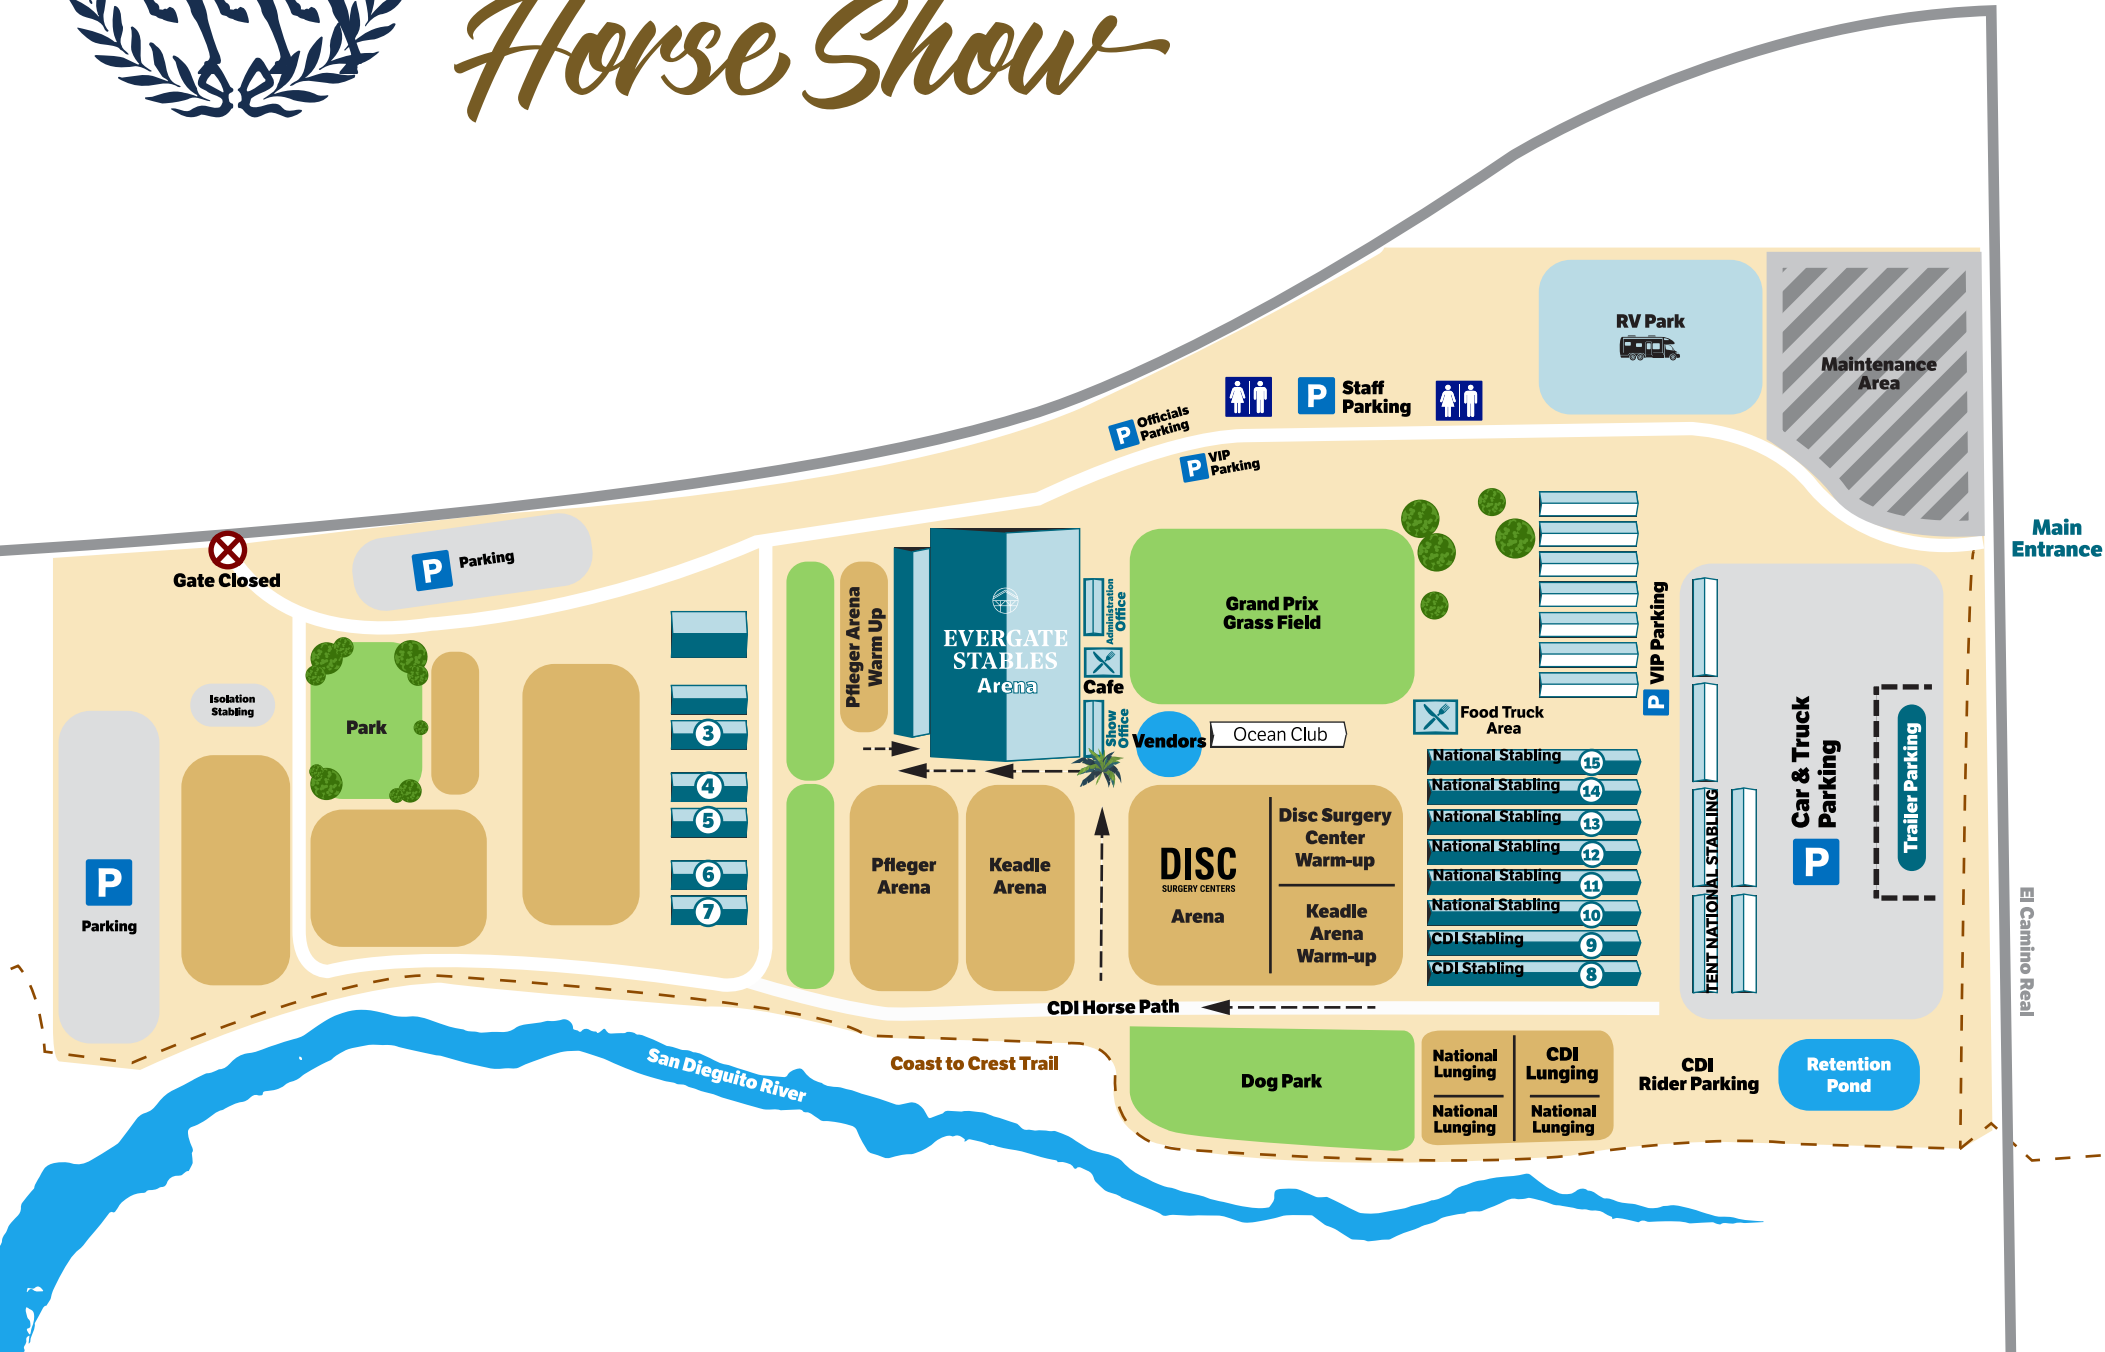 Horse Show
RV Park
Maintenance
Area
P
Staff
Parking
P
Officials
Parking
P
VIP
Parking
Main
Entrance
Gate Closed
P
Parking
Isolation
Stabling
Park
P
Parking
3
4
5
6
7
Pfleger Arena
Warm Up
EVERGATE
STABLES
Arena
Administration
Office
Cafe
Show
Office
Grand Prix
Grass Field
Vendors
Ocean Club
Food Truck
Area
P
VIP Parking
National Stabling 15
National Stabling 14
National Stabling 13
National Stabling 12
National Stabling 11
National Stabling 10
CDI Stabling 9
CDI Stabling 8
TENT NATIONAL STABLING
Car & Truck
Parking
P
Trailer Parking
El Camino Real
Pfleger
Arena
Keadle
Arena
DISC
SURGERY CENTERS
Arena
Disc Surgery
Center
Warm-up
Keadle
Arena
Warm-up
CDI Horse Path
San Dieguito River
Coast to Crest Trail
Dog Park
National
Lunging
CDI
Lunging
National
Lunging
National
Lunging
CDI
Rider Parking
Retention
Pond